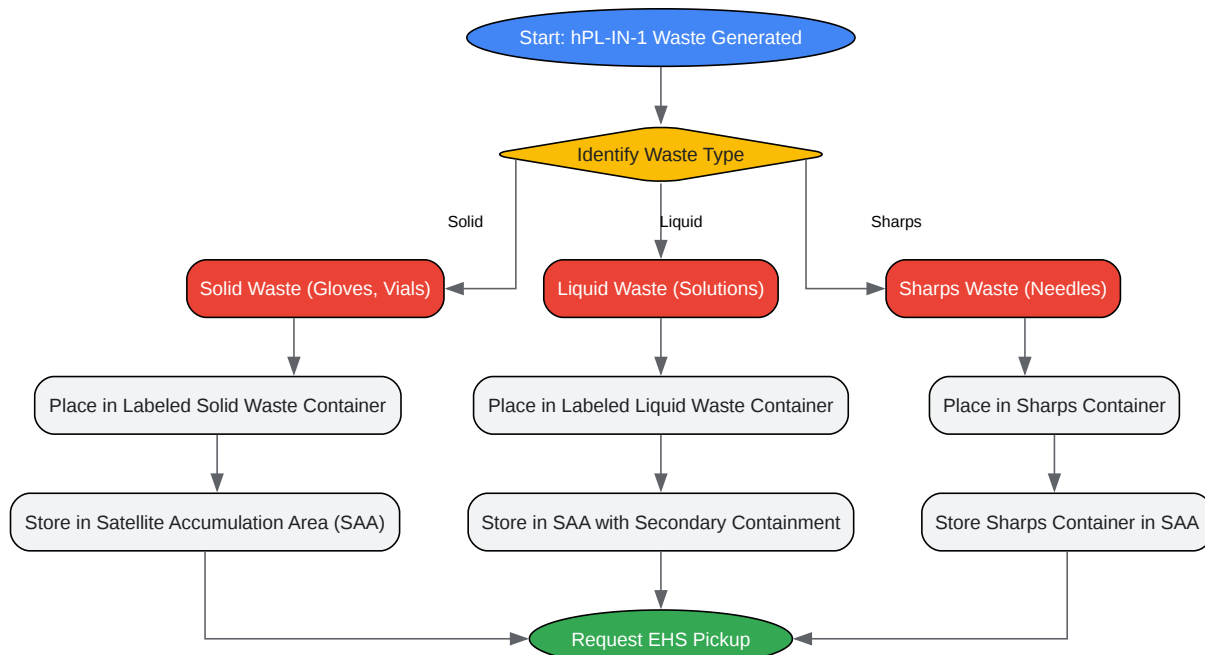 Start: hPL-IN-1 Waste Generated
Identify Waste Type
Solid
Liquid
Sharps
Solid Waste (Gloves, Vials)
Liquid Waste (Solutions)
Sharps Waste (Needles)
Place in Labeled Solid Waste Container
Place in Labeled Liquid Waste Container
Place in Sharps Container
Store in Satellite Accumulation Area (SAA)
Store in SAA with Secondary Containment
Store Sharps Container in SAA
Request EHS Pickup